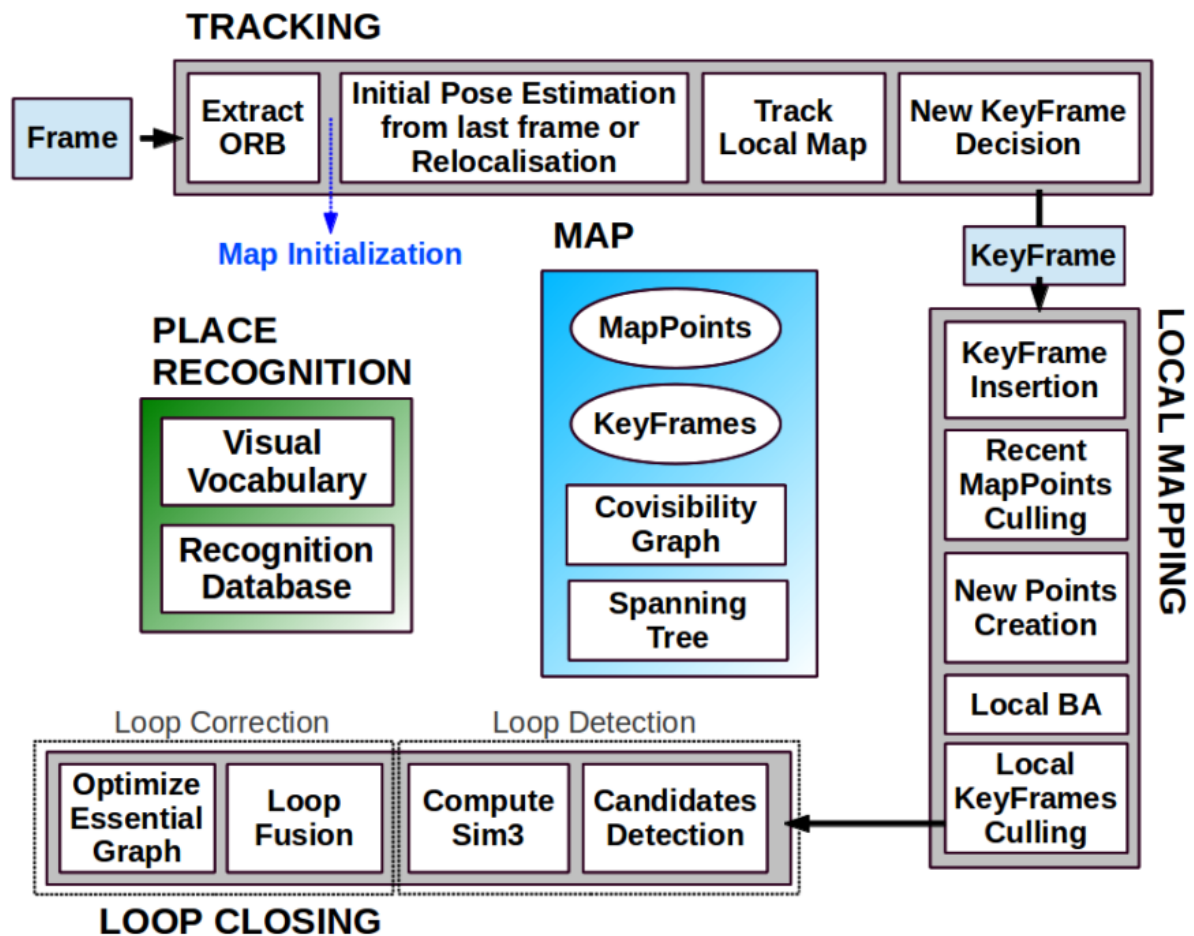 TRACKING
Frame
Extract
ORB
Initial Pose Estimation
from last frame or
Relocalisation
Track
Local Map
New KeyFrame
Decision
Map Initialization
KeyFrame
MAP
MapPoints
KeyFrames
Covisibility
Graph
Spanning
Tree
PLACE
RECOGNITION
Visual
Vocabulary
Recognition
Database
LOCAL MAPPING
KeyFrame
Insertion
Recent
MapPoints
Culling
New Points
Creation
Local BA
Local
KeyFrames
Culling
Loop Correction
Loop Detection
Optimize
Essential
Graph
Loop
Fusion
Compute
Sim3
Candidates
Detection
LOOP CLOSING